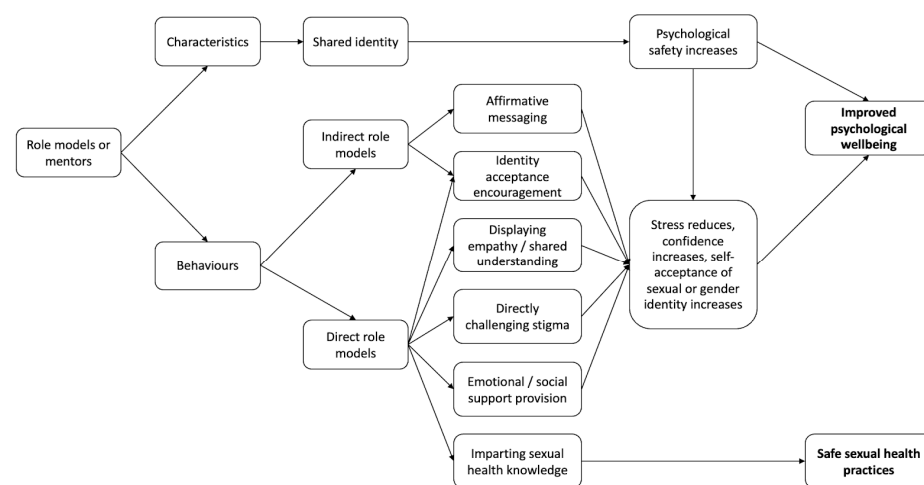 Characteristics
Shared identity
Psychological
safety increases
Role models or
mentors
Indirect role
models
Affirmative
messaging
Improved
psychological
wellbeing
Identity
acceptance
encouragement
Behaviours
Displaying
empathy / shared
understanding
Stress reduces,
confidence
increases, self-
acceptance of
sexual or gender
identity increases
Direct role
models
Directly
challenging stigma
Emotional / social
support provision
Imparting sexual
health knowledge
Safe sexual health
practices